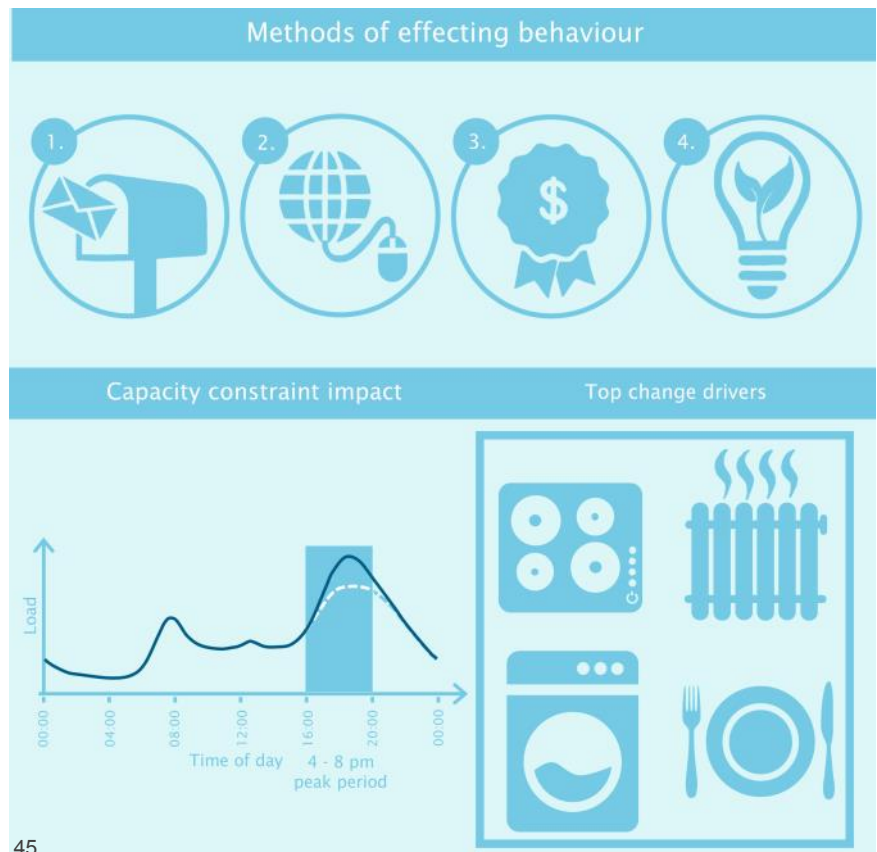 Methods of effecting behaviour
1.
2.
3.
4.
$
Capacity constraint impact
Top change drivers
Load
00:00
04:00
08:00
12:00
16:00
20:00
00:00
Time of day
4 - 8 pm
peak period
45